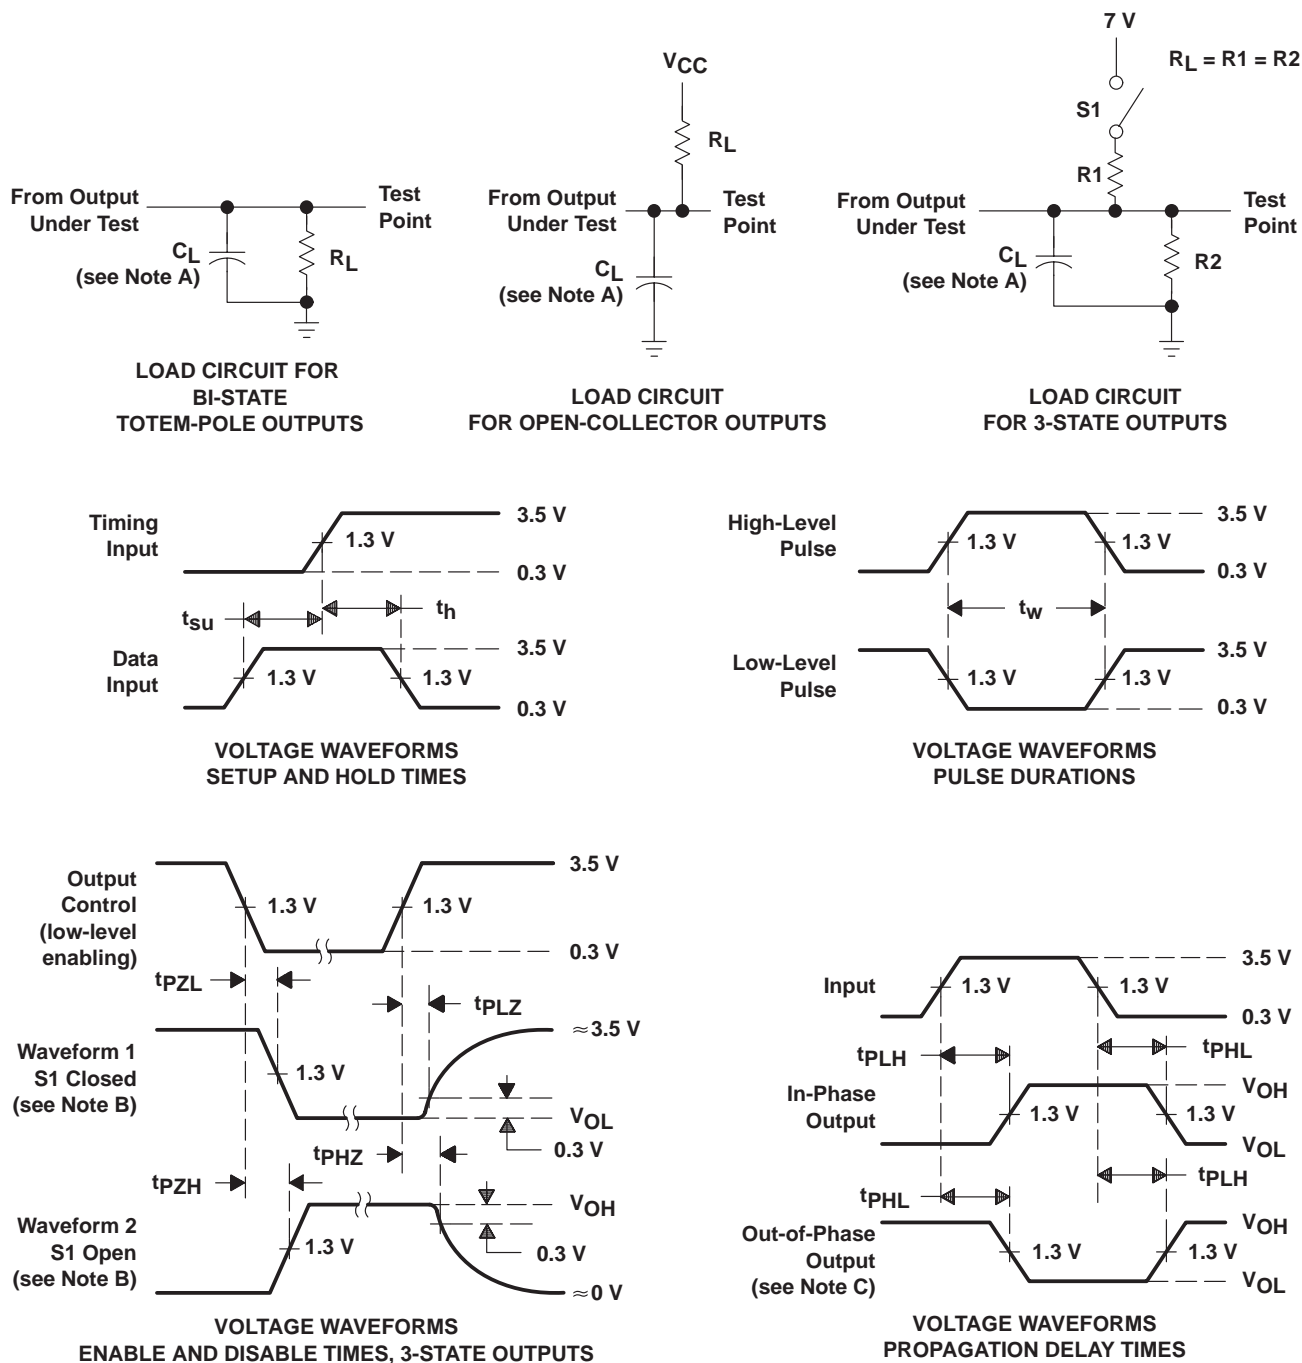 VCC
RL
From Output
Under Test
Test
Point
CL
(see Note A)
RL
LOAD CIRCUIT FOR
BI-STATE
TOTEM-POLE OUTPUTS
From Output
Under Test
Test
Point
CL
(see Note A)
LOAD CIRCUIT
FOR OPEN-COLLECTOR OUTPUTS
7 V
RL = R1 = R2
S1
R1
From Output
Under Test
Test
Point
CL
(see Note A)
R2
LOAD CIRCUIT
FOR 3-STATE OUTPUTS
Timing
Input
1.3 V
3.5 V
0.3 V
tsu
th
Data
Input
1.3 V
1.3 V
3.5 V
0.3 V
VOLTAGE WAVEFORMS
SETUP AND HOLD TIMES
High-Level
Pulse
1.3 V
1.3 V
3.5 V
0.3 V
tw
Low-Level
Pulse
1.3 V
1.3 V
3.5 V
0.3 V
VOLTAGE WAVEFORMS
PULSE DURATIONS
Output
Control
(low-level
enabling)
1.3 V
1.3 V
3.5 V
0.3 V
tPZL
tPLZ
Waveform 1
S1 Closed
(see Note B)
1.3 V
≈3.5 V
VOL
0.3 V
tPHZ
tPZH
Waveform 2
S1 Open
(see Note B)
1.3 V
VOH
0.3 V
≈0 V
VOLTAGE WAVEFORMS
ENABLE AND DISABLE TIMES, 3-STATE OUTPUTS
Input
1.3 V
1.3 V
3.5 V
0.3 V
tPLH
tPHL
In-Phase
Output
1.3 V
1.3 V
VOH
VOL
tPHL
tPLH
Out-of-Phase
Output
(see Note C)
1.3 V
1.3 V
VOH
VOL
VOLTAGE WAVEFORMS
PROPAGATION DELAY TIMES